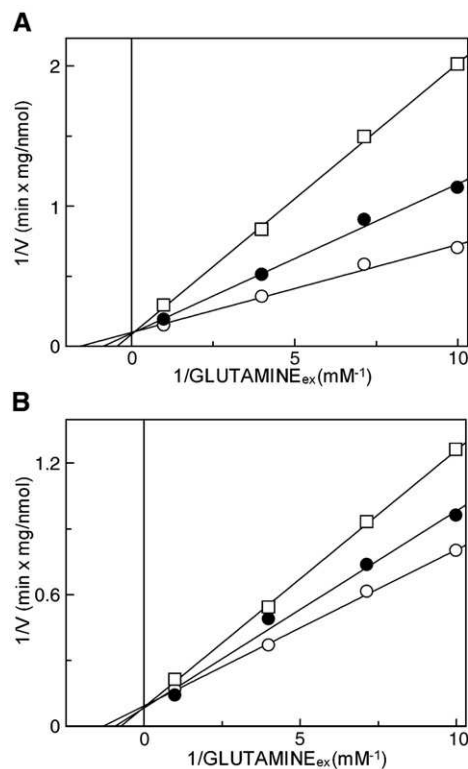 A
2
1
0
1/V (min x mg/nmol)
0
5
10
1/GLUTAMINEex(mM-1)
B
1.2
0.6
0
1/V (min x mg/nmol)
0
5
10
1/GLUTAMINEex(mM-1)